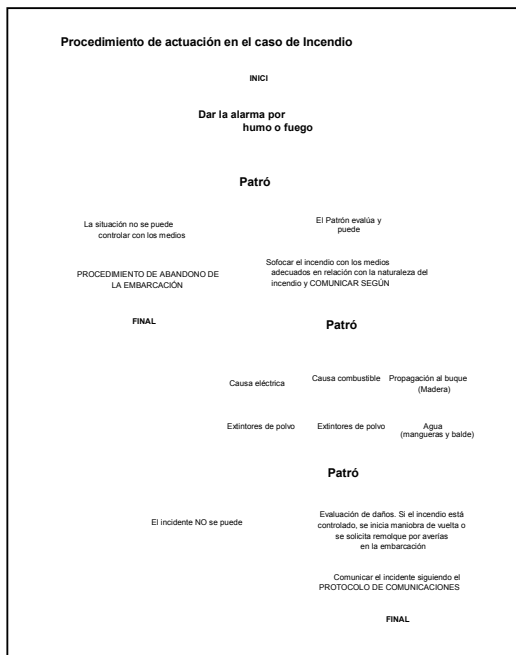 Procedimiento de actuación en el caso de Incendio
INICI
Dar la alarma por
humo o fuego
Patró
La situación no se puede
controlar con los medios
El Patrón evalúa y
puede
PROCEDIMIENTO DE ABANDONO DE
LA EMBARCACIÓN
Sofocar el incendio con los medios
adecuados en relación con la naturaleza del
incendio y COMUNICAR SEGÚN
FINAL
Patró
Causa eléctrica
Causa combustible
Propagación al buque
(Madera)
Extintores de polvo
Extintores de polvo
Agua
(mangueras y balde)
Patró
El incidente NO se puede
Evaluación de daños. Si el incendio está
controlado, se inicia maniobra de vuelta o
se solicita remolque por averías
en la embarcación
Comunicar el incidente siguiendo el
PROTOCOLO DE COMUNICACIONES
FINAL